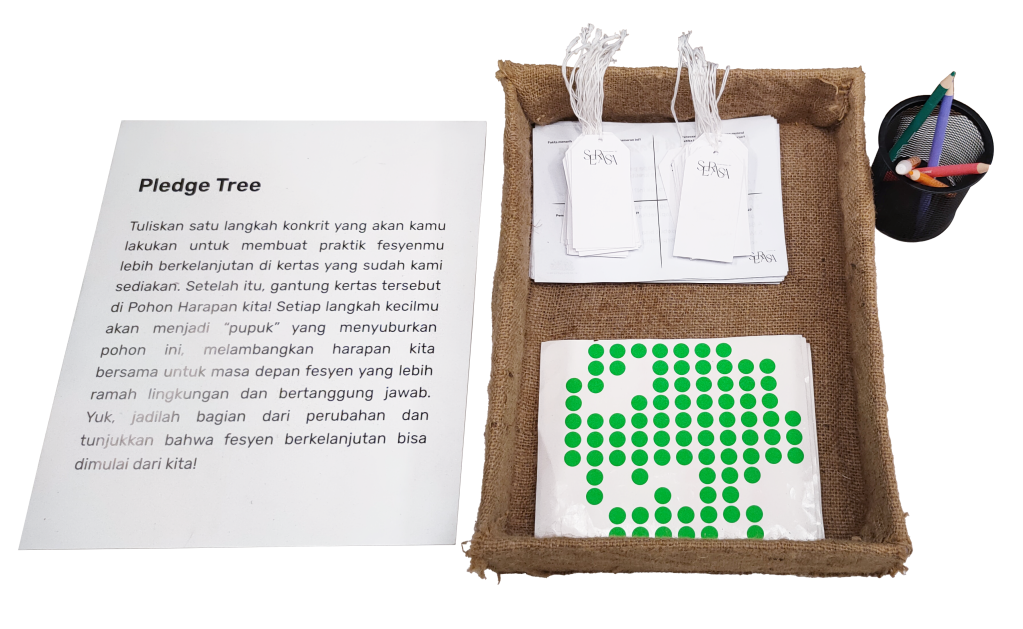 Pledge Tree
Tuliskan satu langkah konkrit yang akan kamu
lakukan untuk membuat praktik fesyenmu
lebih berkelanjutan di kertas yang sudah kami
sediakan. Setelah itu, gantung kertas tersebut
di Pohon Harapan kita! Setiap langkah kecilmu
akan menjadi "pupuk" yang menyuburkan
pohon ini, melambangkan harapan kita
bersama untuk masa depan fesyen yang lebih
ramah lingkungan dan bertanggung jawab.
Yuk, jadilah bagian dari perubahan dan
tunjukkan bahwa fesyen berkelanjutan bisa
dimulai dari kita!
SERASA
SERASA
SERASA